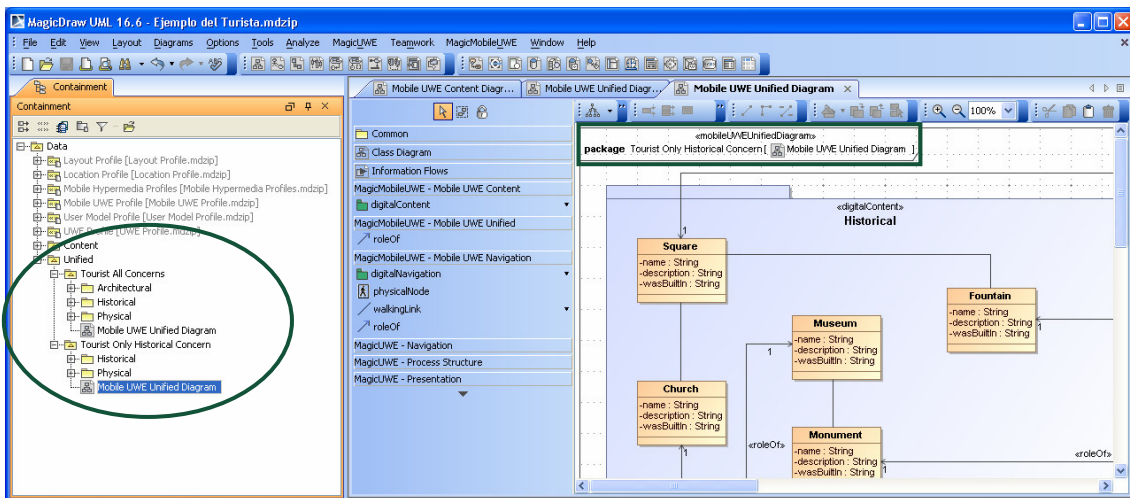 MagicDraw UML 16.6 - Ejemplo del Turista.mdzip
File Edit View Layout Diagrams Options Tools Analyze MagicUWE Teamwork MagicMobileUWE Window Help
Containment
Mobile UWE Content Diagr...
Mobile UWE Unified Diagr...
Mobile UWE Unified Diagram
Containment
Data
Layout Profile [Layout Profile.mdzip]
Location Profile [Location Profile.mdzip]
Mobile Hypermedia Profiles [Mobile Hypermedia Profiles.mdzip]
Mobile UWE Profile [Mobile UWE Profile.mdzip]
User Model Profile [User Model Profile.mdzip]
UWE Profile [UWE Profile.mdzip]
Content
Unified
Tourist All Concerns
Architectural
Historical
Physical
Mobile UWE Unified Diagram
Tourist Only Historical Concern
Historical
Physical
Mobile UWE Unified Diagram
Common
Class Diagram
Information Flows
MagicMobileUWE - Mobile UWE Content
digitalContent
MagicMobileUWE - Mobile UWE Unified
roleOf
MagicMobileUWE - Mobile UWE Navigation
digitalNavigation
physicalNode
walkingLink
roleOf
MagicUWE - Navigation
MagicUWE - Process Structure
MagicUWE - Presentation
100%
«mobileUWEUnifiedDiagram»
package Tourist Only Historical Concern [ Mobile UWE Unified Diagram ]
«digitalContent»
Historical
1
Square
-name : String
-description : String
-wasBuiltIn : String
Fountain
-name : String
-description : String
-wasBuiltIn : String
1
Museum
-name : String
-description : String
-wasBuiltIn : String
1
Church
-name : String
-description : String
-wasBuiltIn : String
1
Monument
-name : String
-description : String
-wasBuiltIn : String
1
«roleOf»
«roleOf»